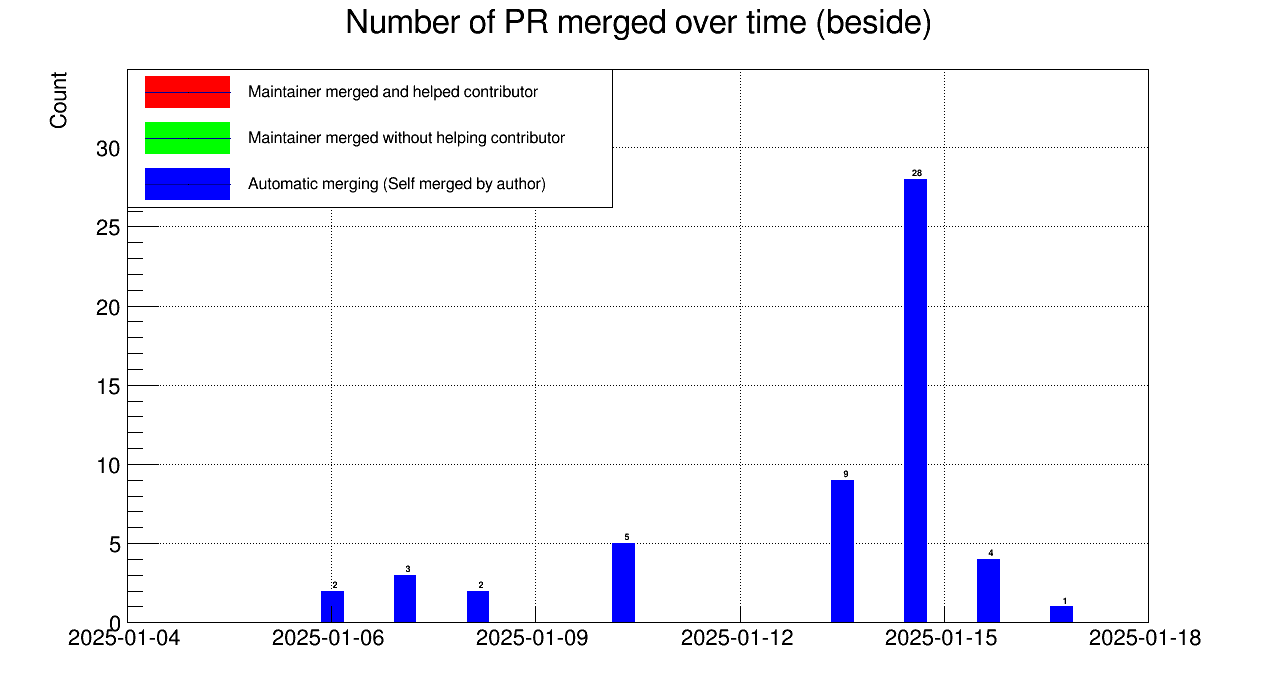 Number of PR merged over time (beside)
Count
Maintainer merged and helped contributor
Maintainer merged without helping contributor
Automatic merging (Self merged by author)
30
25
20
15
10
5
0
28
9
5
4
3
2
2
1
2025-01-04 2025-01-06 2025-01-09 2025-01-12 2025-01-15 2025-01-18